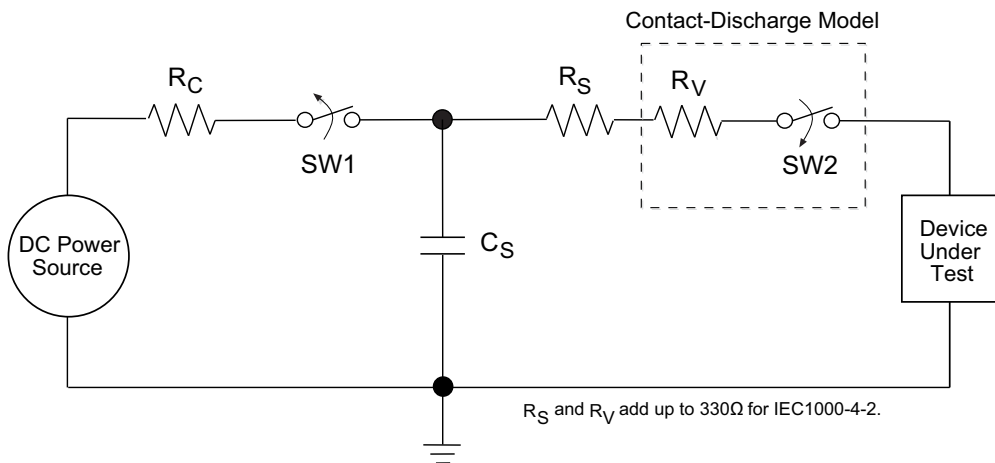 Contact-Discharge Model
RC
RS
RV
SW1
SW2
DC Power
Source
CS
Device
Under
Test
RS and RV add up to 330Ω for IEC1000-4-2.